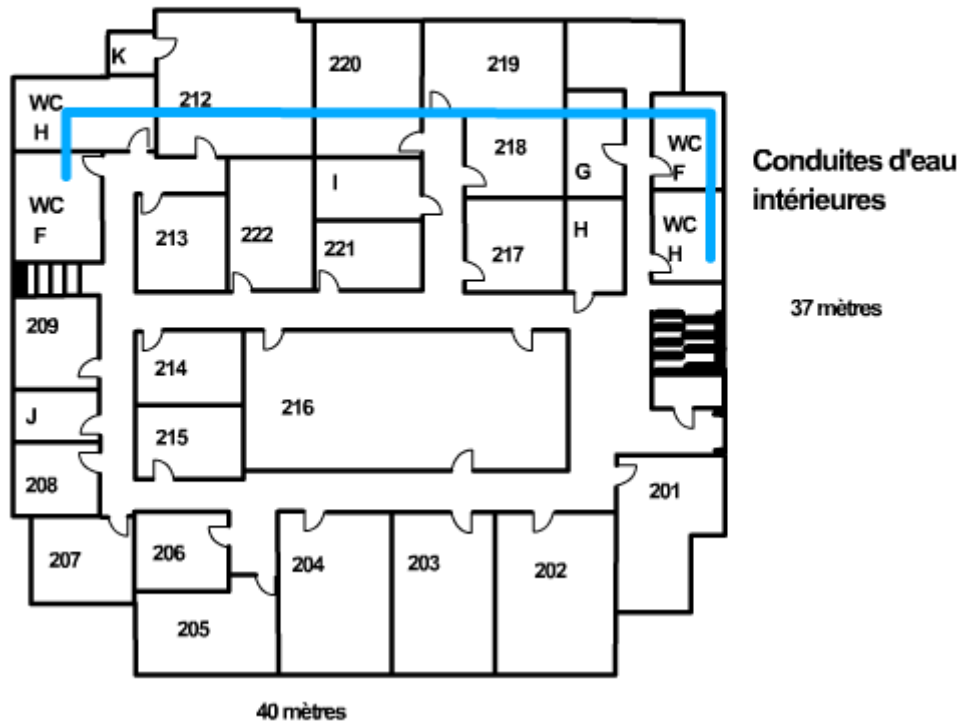 K
220
219
WC
H
212
218
WC
F
Conduites d'eau
intérieures
I
G
WC
F
213
222
221
217
H
WC
H
37 mètres
209
214
216
J
215
208
201
207
206
204
203
202
205
40 mètres